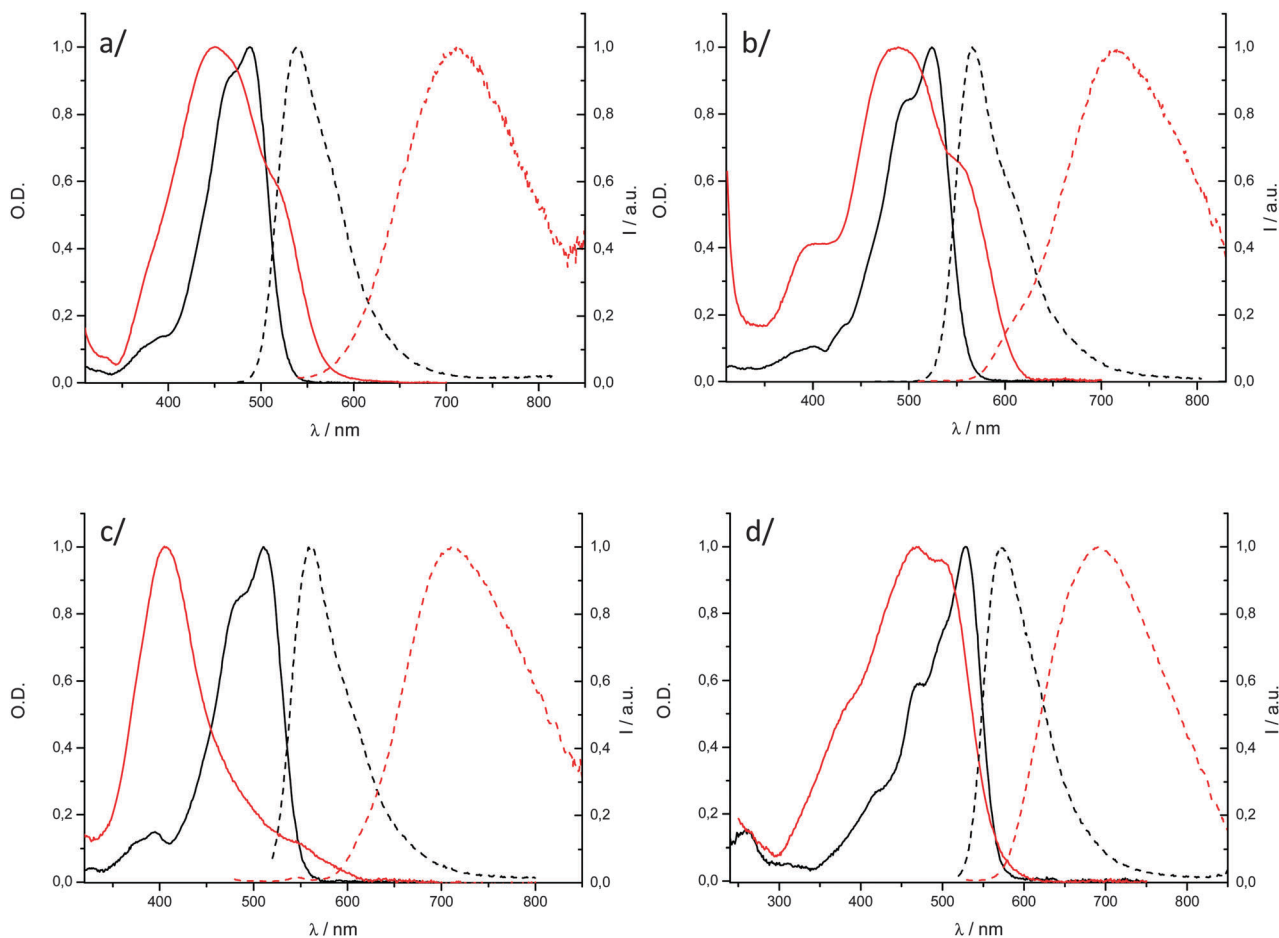 a/
1,0 0,8 0,6 0,4 0,2 0,0
O.D.
400 500 600 700 800
λ / nm
1,0 0,8 0,6 0,4 0,2 0,0
I / a.u.
b/
1,0 0,8 0,6 0,4 0,2 0,0
O.D.
400 500 600 700 800
λ / nm
1,0 0,8 0,6 0,4 0,2 0,0
I / a.u.
c/
1,0 0,8 0,6 0,4 0,2 0,0
O.D.
400 500 600 700 800
λ / nm
1,0 0,8 0,6 0,4 0,2 0,0
I / a.u.
d/
1,0 0,8 0,6 0,4 0,2 0,0
O.D.
300 400 500 600 700 800
λ / nm
1,0 0,8 0,6 0,4 0,2 0,0
I / a.u.